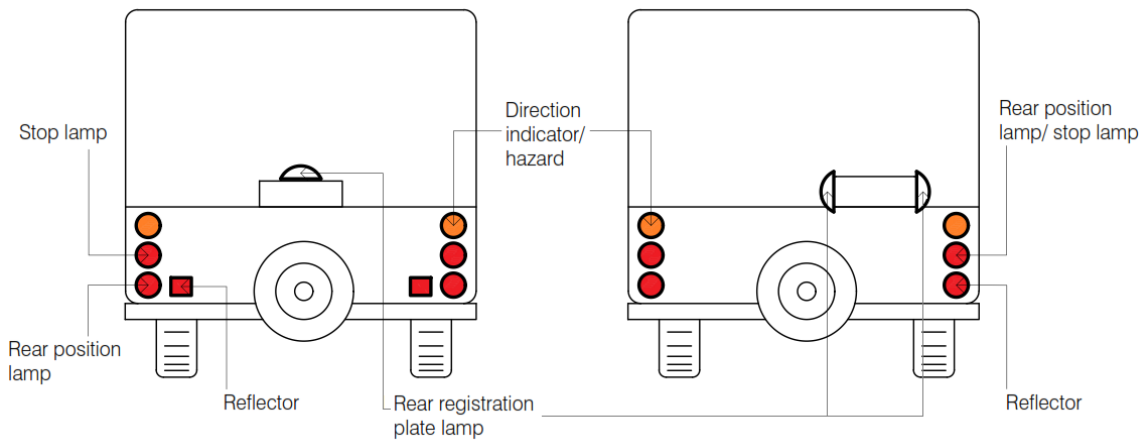 Stop lamp
Direction
indicator/
hazard
Rear position
lamp/ stop lamp
Rear position
lamp
Reflector
Rear registration
plate lamp
Reflector